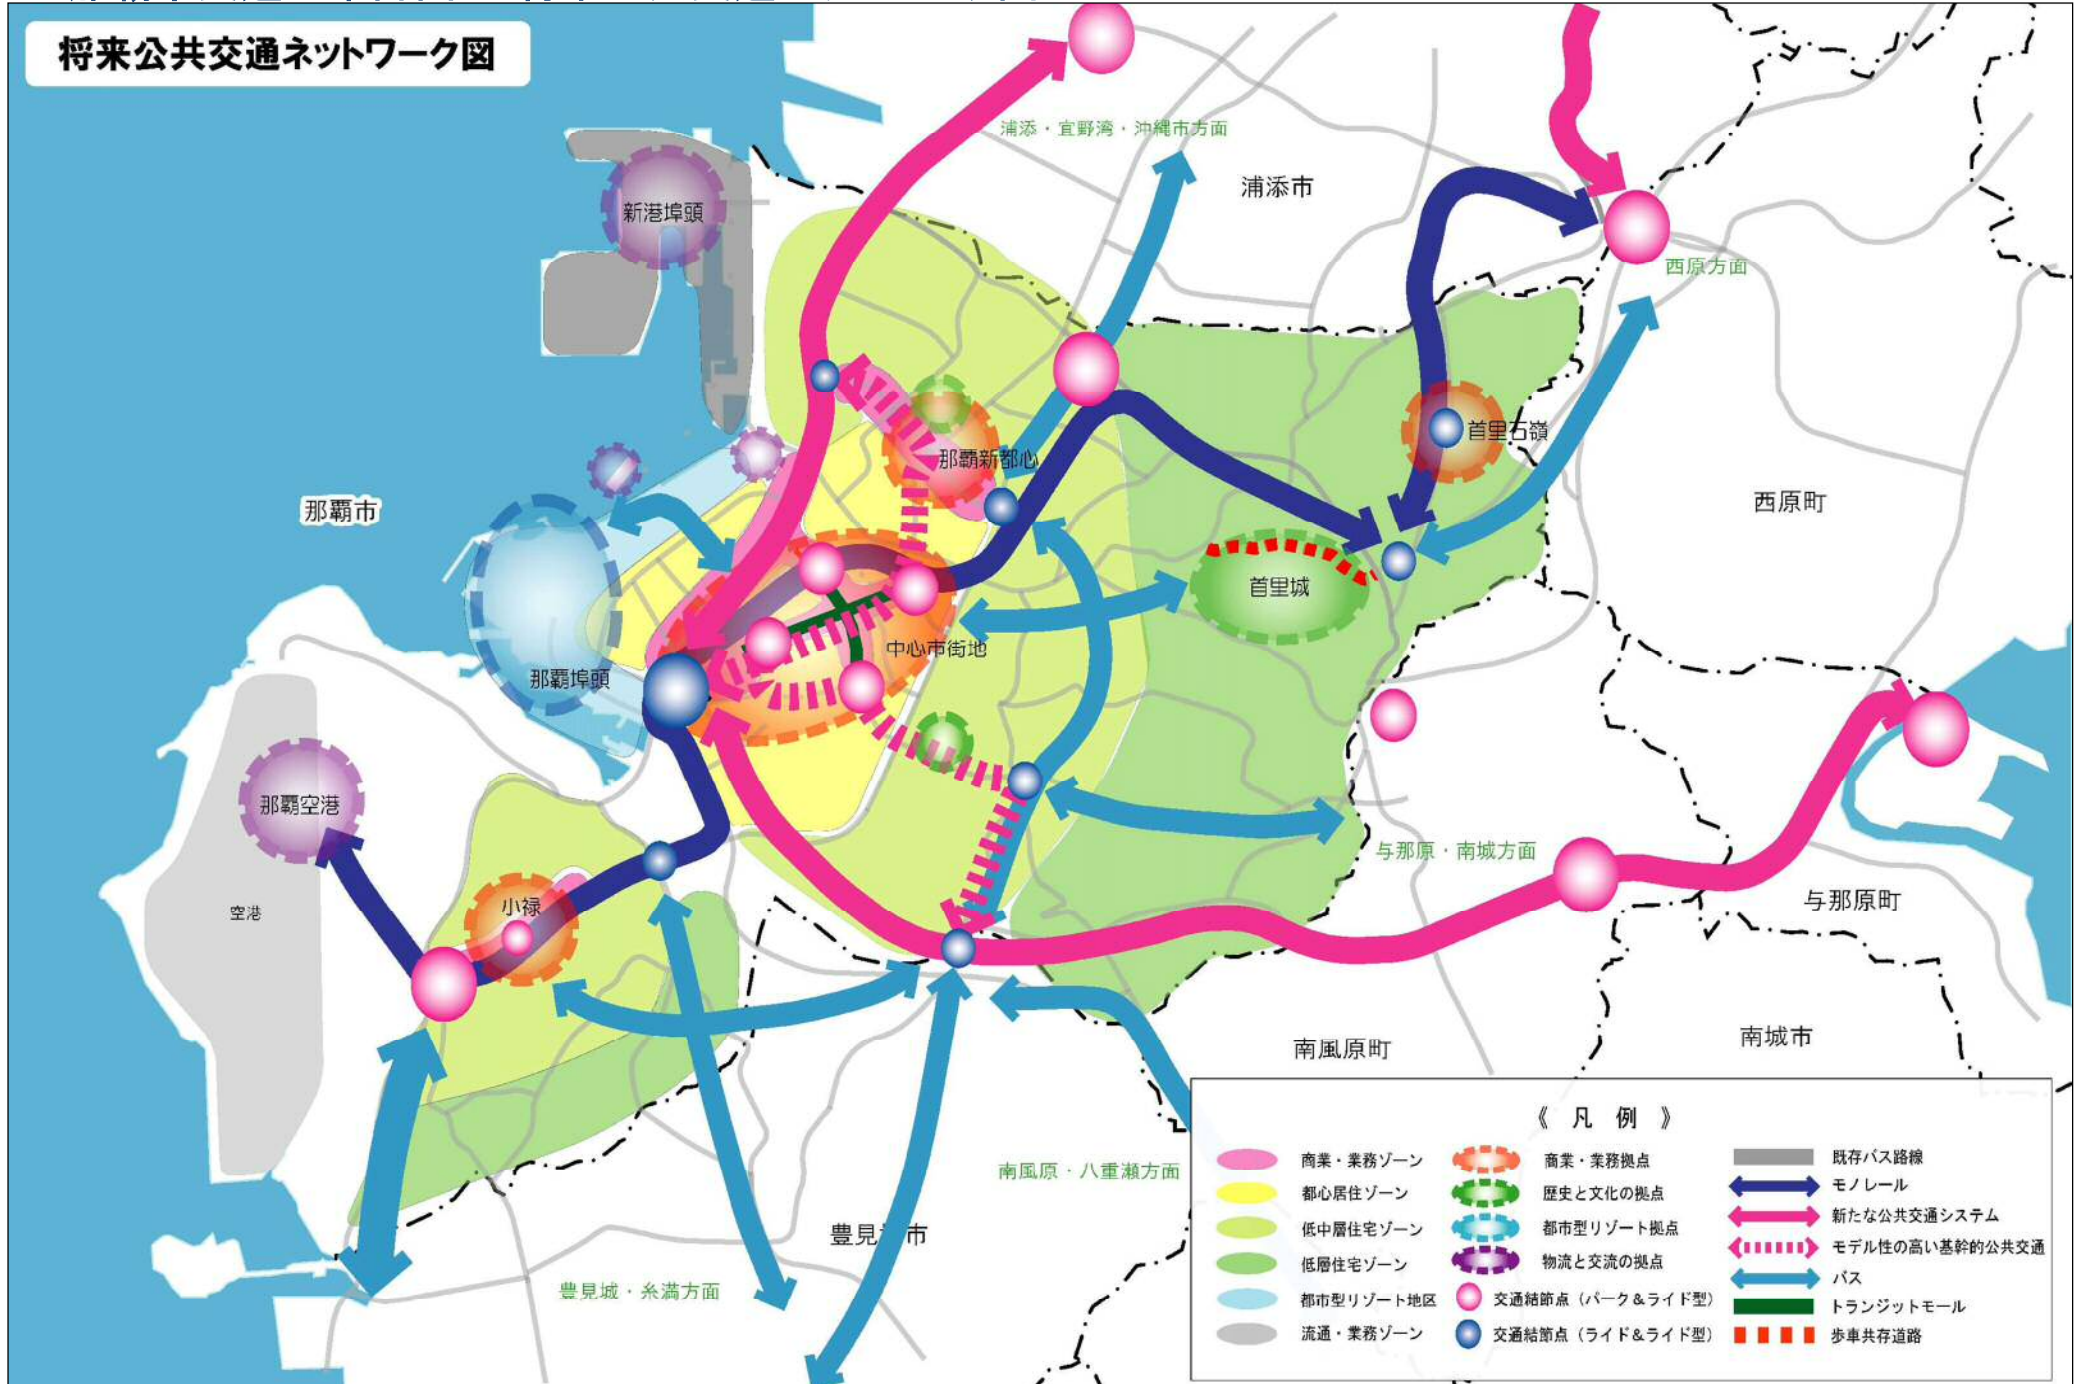 将来公共交通ネットワーク図
浦添・宜野湾・沖縄市方面
浦添市
新港埠頭
西原方面
首里石嶺
那覇新都心
那覇市
西原町
首里城
中心市街地
那覇埠頭
那覇空港
与那原・南城方面
小禄
空港
与那原町
南城市
南風原町
南風原・八重瀬方面
豊見城市
豊見城・糸満方面
《 凡 例 》
商業・業務ゾーン
都心居住ゾーン
低中層住宅ゾーン
低層住宅ゾーン
都市型リゾート地区
流通・業務ゾーン
商業・業務拠点
歴史と文化の拠点
都市型リゾート拠点
物流と交流の拠点
交通結節点（パーク＆ライド型）
交通結節点（ライド＆ライド型）
既存バス路線
モノレール
新たな公共交通システム
モデル性の高い基幹的公共交通
バス
トランジットモール
歩車共存道路